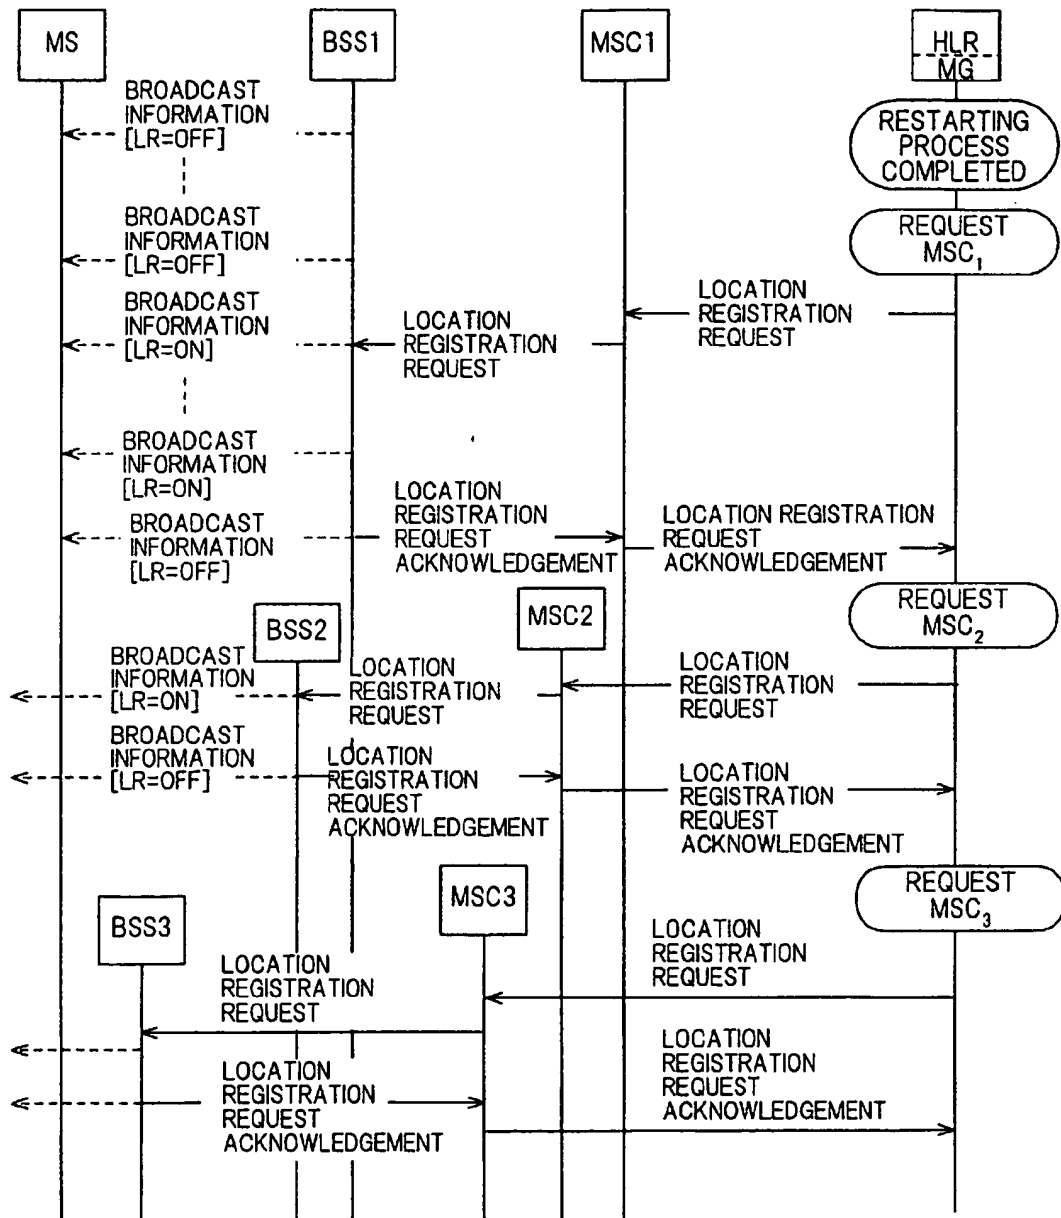 MS
BSS1
MSC1
HLR
MG
BROADCAST
INFORMATION
[LR=OFF]
RESTARTING
PROCESS
COMPLETED
BROADCAST
INFORMATION
[LR=OFF]
REQUEST
MSC1
BROADCAST
INFORMATION
[LR=ON]
LOCATION
REGISTRATION
REQUEST
LOCATION
REGISTRATION
REQUEST
BROADCAST
INFORMATION
[LR=ON]
BROADCAST
INFORMATION
[LR=OFF]
LOCATION
REGISTRATION
REQUEST
ACKNOWLEDGEMENT
LOCATION REGISTRATION
REQUEST
ACKNOWLEDGEMENT
BSS2
MSC2
REQUEST
MSC2
BROADCAST
INFORMATION
[LR=ON]
LOCATION
REGISTRATION
REQUEST
LOCATION
REGISTRATION
REQUEST
BROADCAST
INFORMATION
[LR=OFF]
LOCATION
REGISTRATION
REQUEST
ACKNOWLEDGEMENT
LOCATION
REGISTRATION
REQUEST
ACKNOWLEDGEMENT
BSS3
MSC3
REQUEST
MSC3
LOCATION
REGISTRATION
REQUEST
LOCATION
REGISTRATION
REQUEST
LOCATION
REGISTRATION
REQUEST
ACKNOWLEDGEMENT
LOCATION
REGISTRATION
REQUEST
ACKNOWLEDGEMENT